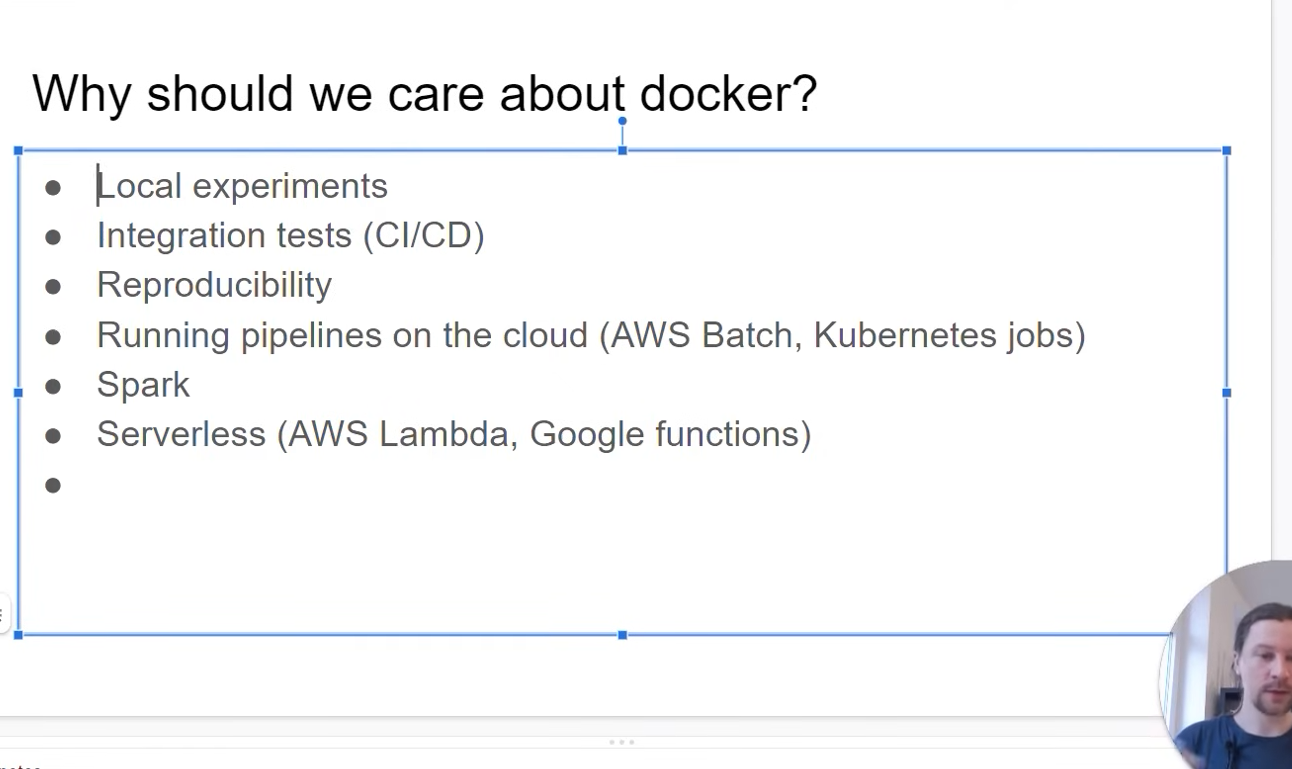 Why should we care about docker?
● Local experiments
● Integration tests (CI/CD)
● Reproducibility
● Running pipelines on the cloud (AWS Batch, Kubernetes jobs)
● Spark
● Serverless (AWS Lambda, Google functions)
●